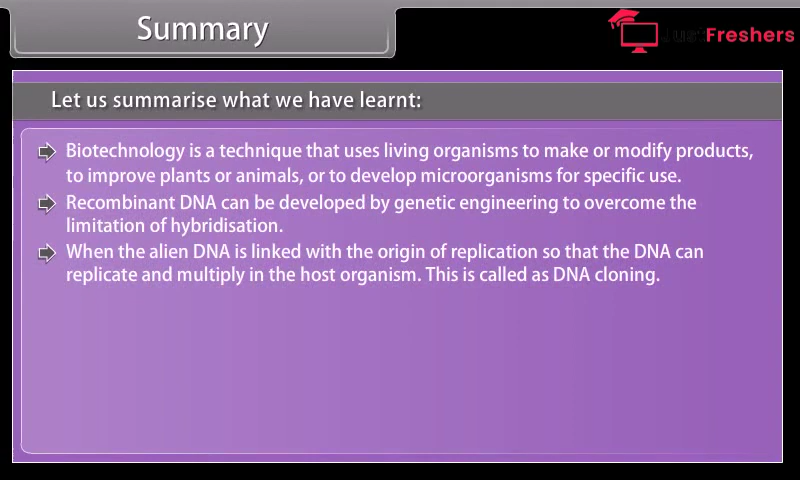 Summary
Just Freshers
Let us summarise what we have learnt:
Biotechnology is a technique that uses living organisms to make or modify products,
to improve plants or animals, or to develop microorganisms for specific use.
Recombinant DNA can be developed by genetic engineering to overcome the
limitation of hybridisation.
When the alien DNA is linked with the origin of replication so that the DNA can
replicate and multiply in the host organism. This is called as DNA cloning.